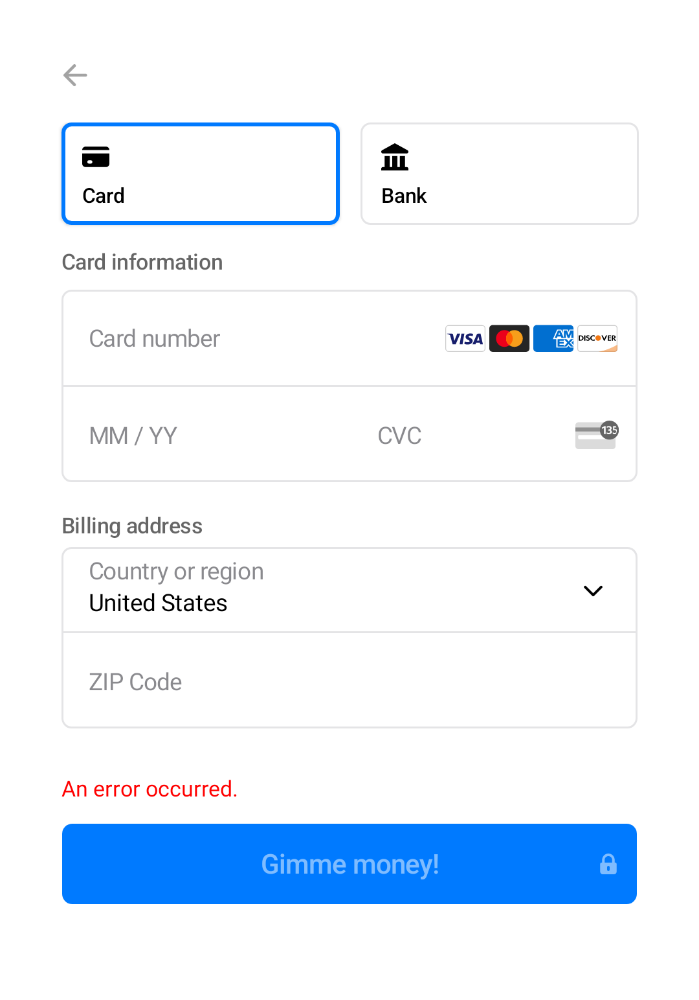 Card
Bank
Card information
Card number
VISA
AM
EX
DISCOVER
MM / YY
CVC
135
Billing address
Country or region
United States
ZIP Code
An error occurred.
Gimme money!